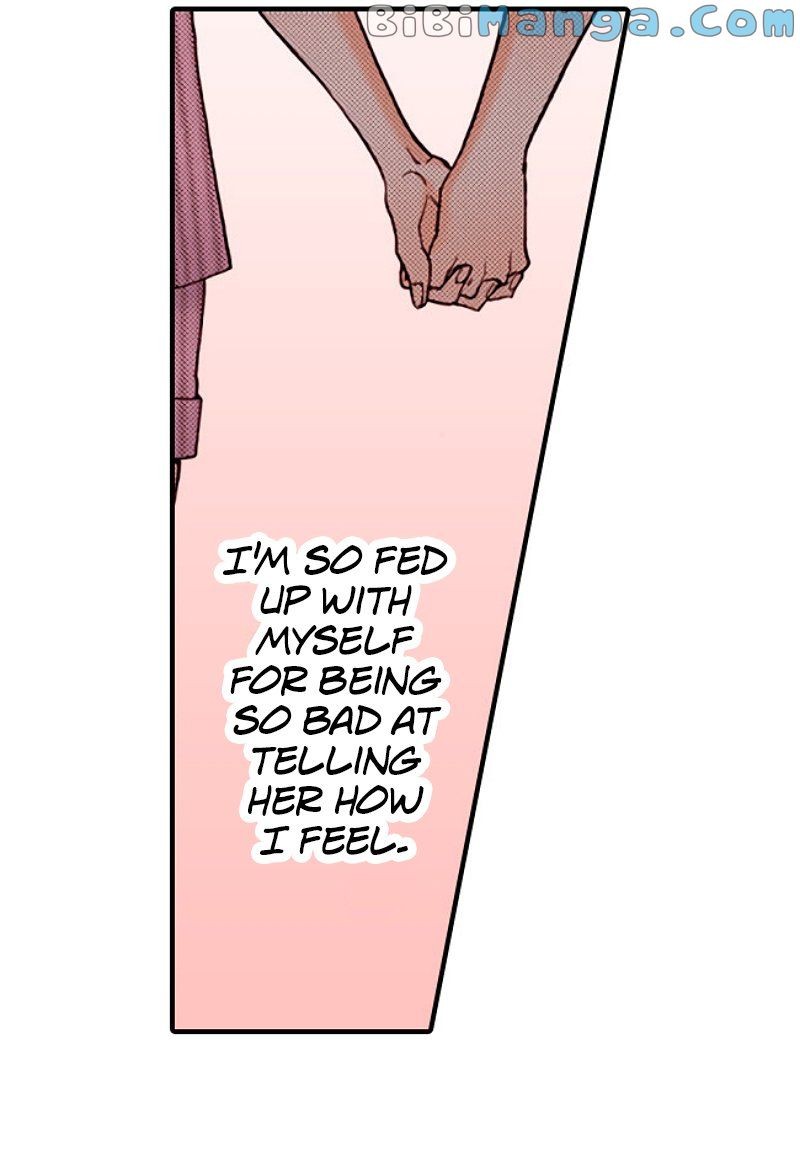 BiBiManga.Com
I'M SO FED
UP WITH
MYSELF
FOR BEING
SO BAD AT
TELLING
HER HOW
I FEEL.